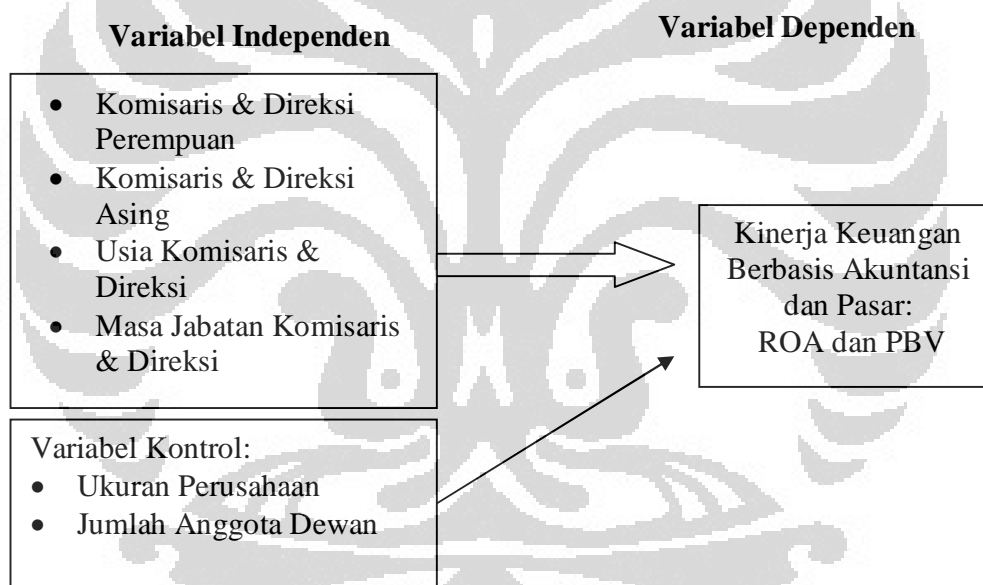 Variabel Independen
Variabel Dependen
• Komisaris & Direksi
Perempuan
• Komisaris & Direksi
Asing
• Usia Komisaris &
Direksi
• Masa Jabatan Komisaris
& Direksi
Kinerja Keuangan
Berbasis Akuntansi
dan Pasar:
ROA dan PBV
Variabel Kontrol:
• Ukuran Perusahaan
• Jumlah Anggota Dewan